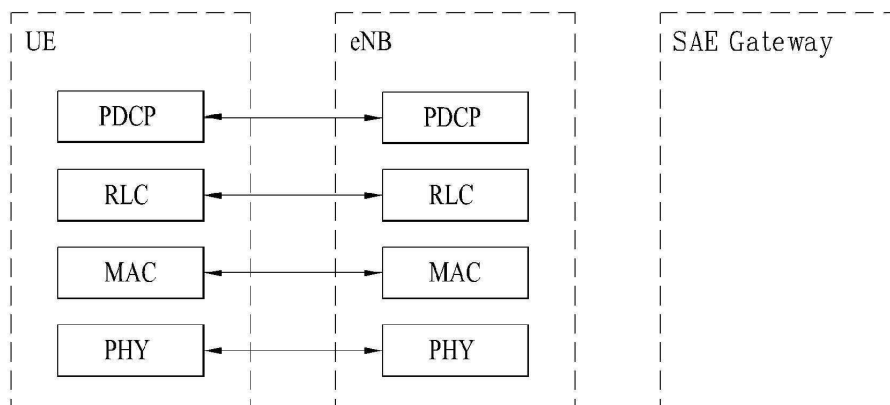 UE
eNB
SAE Gateway
PDCP
PDCP
RLC
RLC
MAC
MAC
PHY
PHY